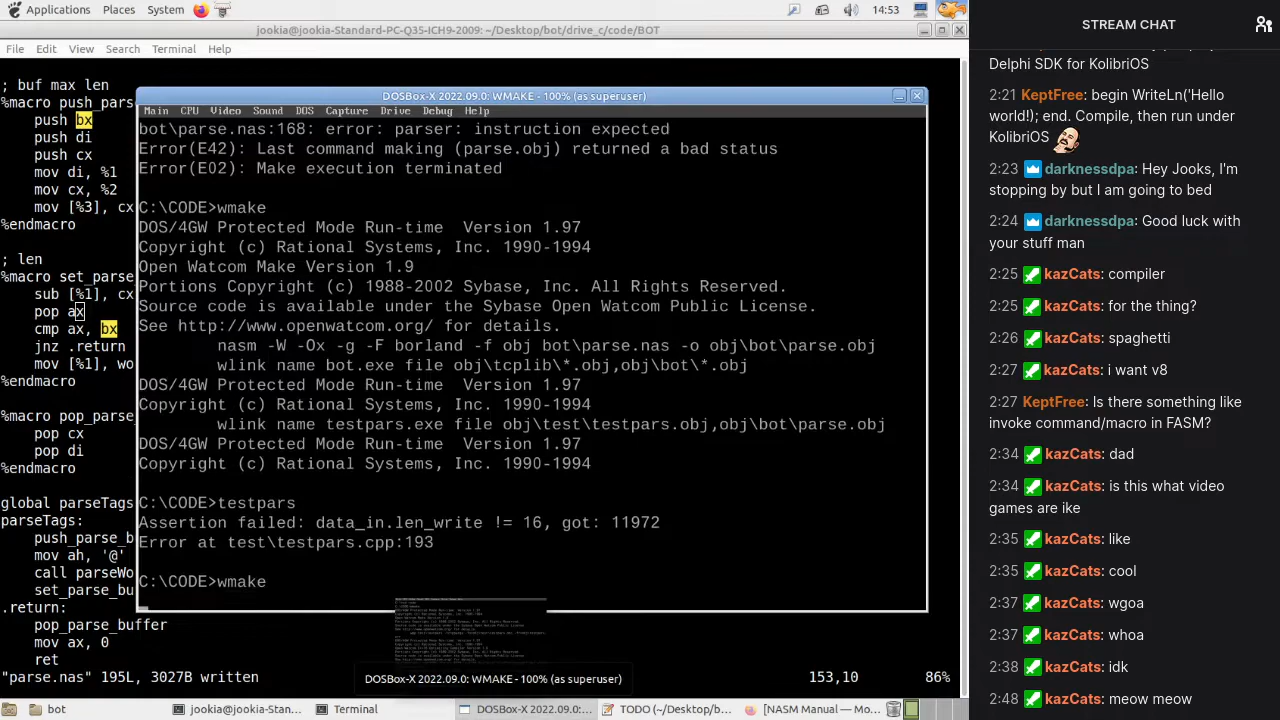 Applications Places System
14:53
jookia@jookia-Standard-PC-Q35-ICH9-2009: ~/Desktop/bot/drive_c/code/BOT
File Edit View Search Terminal Help
; buf max len
%macro push_pars
push bx
push di
push cx
mov di, %1
mov cx, %2
mov [%3], cx
%endmacro
; len
%macro set_parse
sub [%1], cx
pop ax
cmp ax, bx
jnz .return
mov [%1], wo
%endmacro
%macro pop_parse
pop cx
pop di
%endmacro
global parseTags
parseTags:
push_parse_b
mov ah, '@'
call parseWo
set_parse_bu
.return:
pop_parse_buffer
mov ax, 0
ret
"parse.nas" 195L, 3027B written
153,10
86%
DOSBox-X 2022.09.0: WMAKE - 100% (as superuser)
Main CPU Video Sound DOS Capture Drive Debug Help
bot\parse.nas:168: error: parser: instruction expected
Error(E42): Last command making (parse.obj) returned a bad status
Error(E02): Make execution terminated
C:\CODE>wmake
DOS/4GW Protected Mode Run-time Version 1.97
Copyright (c) Rational Systems, Inc. 1990-1994
Open Watcom Make Version 1.9
Portions Copyright (c) 1988-2002 Sybase, Inc. All Rights Reserved.
Source code is available under the Sybase Open Watcom Public License.
See http://www.openwatcom.org/ for details.
nasm -W -Ox -g -F borland -f obj bot\parse.nas -o obj\bot\parse.obj
wlink name bot.exe file obj\tcplib\*.obj,obj\bot\*.obj
DOS/4GW Protected Mode Run-time Version 1.97
Copyright (c) Rational Systems, Inc. 1990-1994
wlink name testpars.exe file obj\test\testpars.obj,obj\bot\parse.obj
DOS/4GW Protected Mode Run-time Version 1.97
Copyright (c) Rational Systems, Inc. 1990-1994
C:\CODE>testpars
Assertion failed: data_in.len_write != 16, got: 11972
Error at test\testpars.cpp:193
C:\CODE>wmake
DOSBox-X 2022.09.0: WMAKE - 100% (as superuser)
bot
jookia@jookia-Stan...
Terminal
DOSBox-X 2022.09.0:...
TODO (~/Desktop/b...
[NASM Manual — Mo...
STREAM CHAT
Delphi SDK for KolibriOS
2:21 KeptFree: begin WriteLn('Hello
world!); end. Compile, then run under
KolibriOS
2:23 darknessdpa: Hey Jooks, I'm
stopping by but I am going to bed
2:24 darknessdpa: Good luck with
your stuff man
2:25 kazCats: compiler
2:25 kazCats: for the thing?
2:26 kazCats: spaghetti
2:27 kazCats: i want v8
2:27 KeptFree: Is there something like
invoke command/macro in FASM?
2:34 kazCats: dad
2:34 kazCats: is this what video
games are ike
2:35 kazCats: like
2:35 kazCats: cool
2:37 kazCats: wgat
2:38 kazCats: idk
2:48 kazCats: meow meow